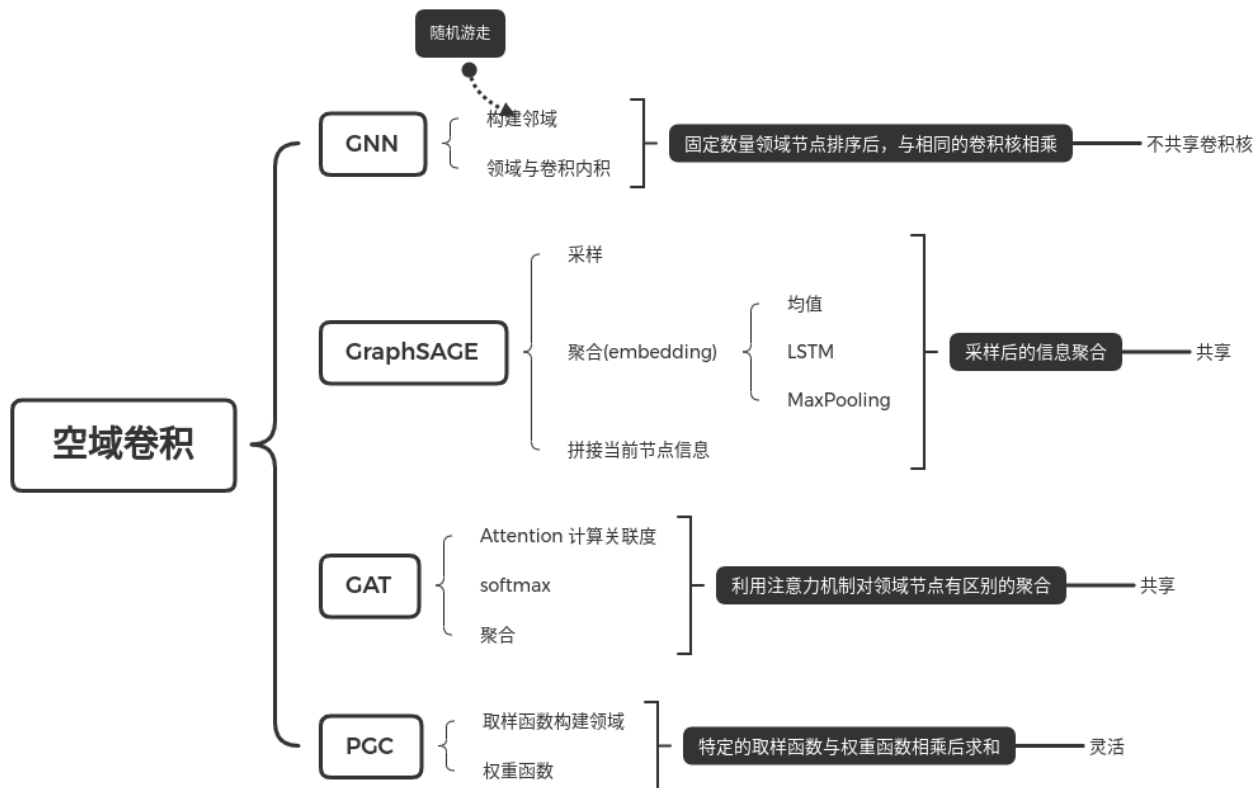 随机游走
空域卷积
GNN
构建邻域
领域与卷积内积
固定数量领域节点排序后，与相同的卷积核相乘
不共享卷积核
GraphSAGE
采样
聚合(embedding)
均值
LSTM
MaxPooling
拼接当前节点信息
采样后的信息聚合
共享
GAT
Attention 计算关联度
softmax
聚合
利用注意力机制对领域节点有区别的聚合
共享
PGC
取样函数构建领域
权重函数
特定的取样函数与权重函数相乘后求和
灵活